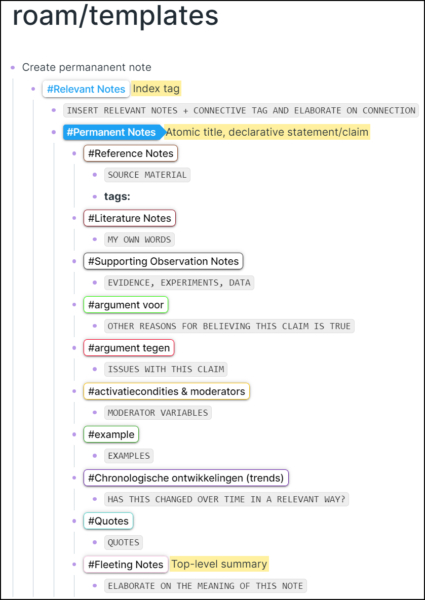 roam/templates
Create permananent note
#Relevant Notes Index tag
INSERT RELEVANT NOTES + CONNECTIVE TAG AND ELABORATE ON CONNECTION
#Permanent Notes Atomic title, declarative statement/claim
#Reference Notes
SOURCE MATERIAL
tags:
#Literature Notes
MY OWN WORDS
#Supporting Observation Notes
EVIDENCE, EXPERIMENTS, DATA
#argument voor
OTHER REASONS FOR BELIEVING THIS CLAIM IS TRUE
#argument tegen
ISSUES WITH THIS CLAIM
#activatiecondities & moderators
MODERATOR VARIABLES
#example
EXAMPLES
#Chronologische ontwikkelingen (trends)
HAS THIS CHANGED OVER TIME IN A RELEVANT WAY?
#Quotes
QUOTES
#Fleeting Notes Top-level summary
ELABORATE ON THE MEANING OF THIS NOTE